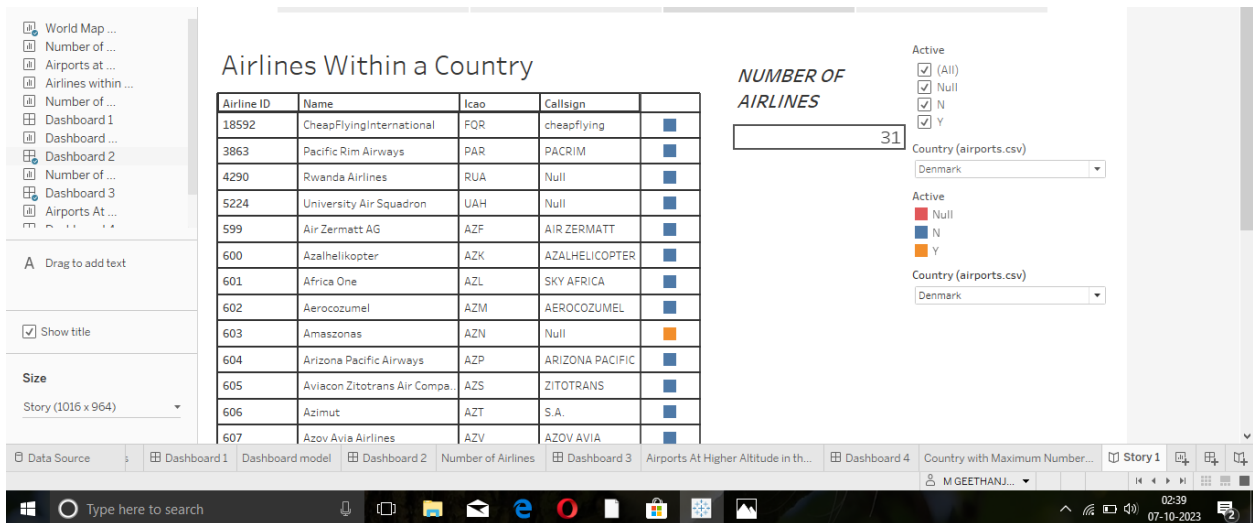 World Map ...
Number of ...
Airports at ...
Airlines within ...
Number of ...
Dashboard 1
Dashboard ...
Dashboard 2
Number of ...
Dashboard 3
Airports At ...
A Drag to add text
Show title
Size
Story (1016 x 964)
Airlines Within a Country
Airline ID Name Icao Callsign
18592 CheapFlyingInternational FQR cheapflying
3863 Pacific Rim Airways PAR PACRIM
4290 Rwanda Airlines RUA Null
5224 University Air Squadron UAH Null
599 Air Zermatt AG AZF AIR ZERMATT
600 Azalhelikopter AZK AZALHELICOPTER
601 Africa One AZL SKY AFRICA
602 Aerocozumel AZM AEROCOZUMEL
603 Amaszonas AZN Null
604 Arizona Pacific Airways AZP ARIZONA PACIFIC
605 Aviacon Zitotrans Air Compa.. AZS ZITOTRANS
606 Azimut AZT S.A.
607 Azov Avia Airlines AZV AZOV AVIA
NUMBER OF
AIRLINES
31
Active
(All)
Null
N
Y
Country (airports.csv)
Denmark
Active
Null
N
Y
Country (airports.csv)
Denmark
Data Source Dashboard 1 Dashboard model Dashboard 2 Number of Airlines Dashboard 3 Airports At Higher Altitude in th... Dashboard 4 Country with Maximum Number... Story 1
M GEETHANJ...
Type here to search
02:39
07-10-2023
2